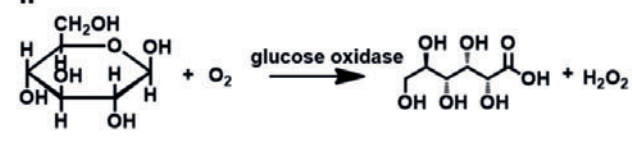 CH₂OH
H O OH
H
OH H
+ O₂
glucose oxidase
OH H
H OH
OH OH O
OH
OH OH OH
+ H₂O₂